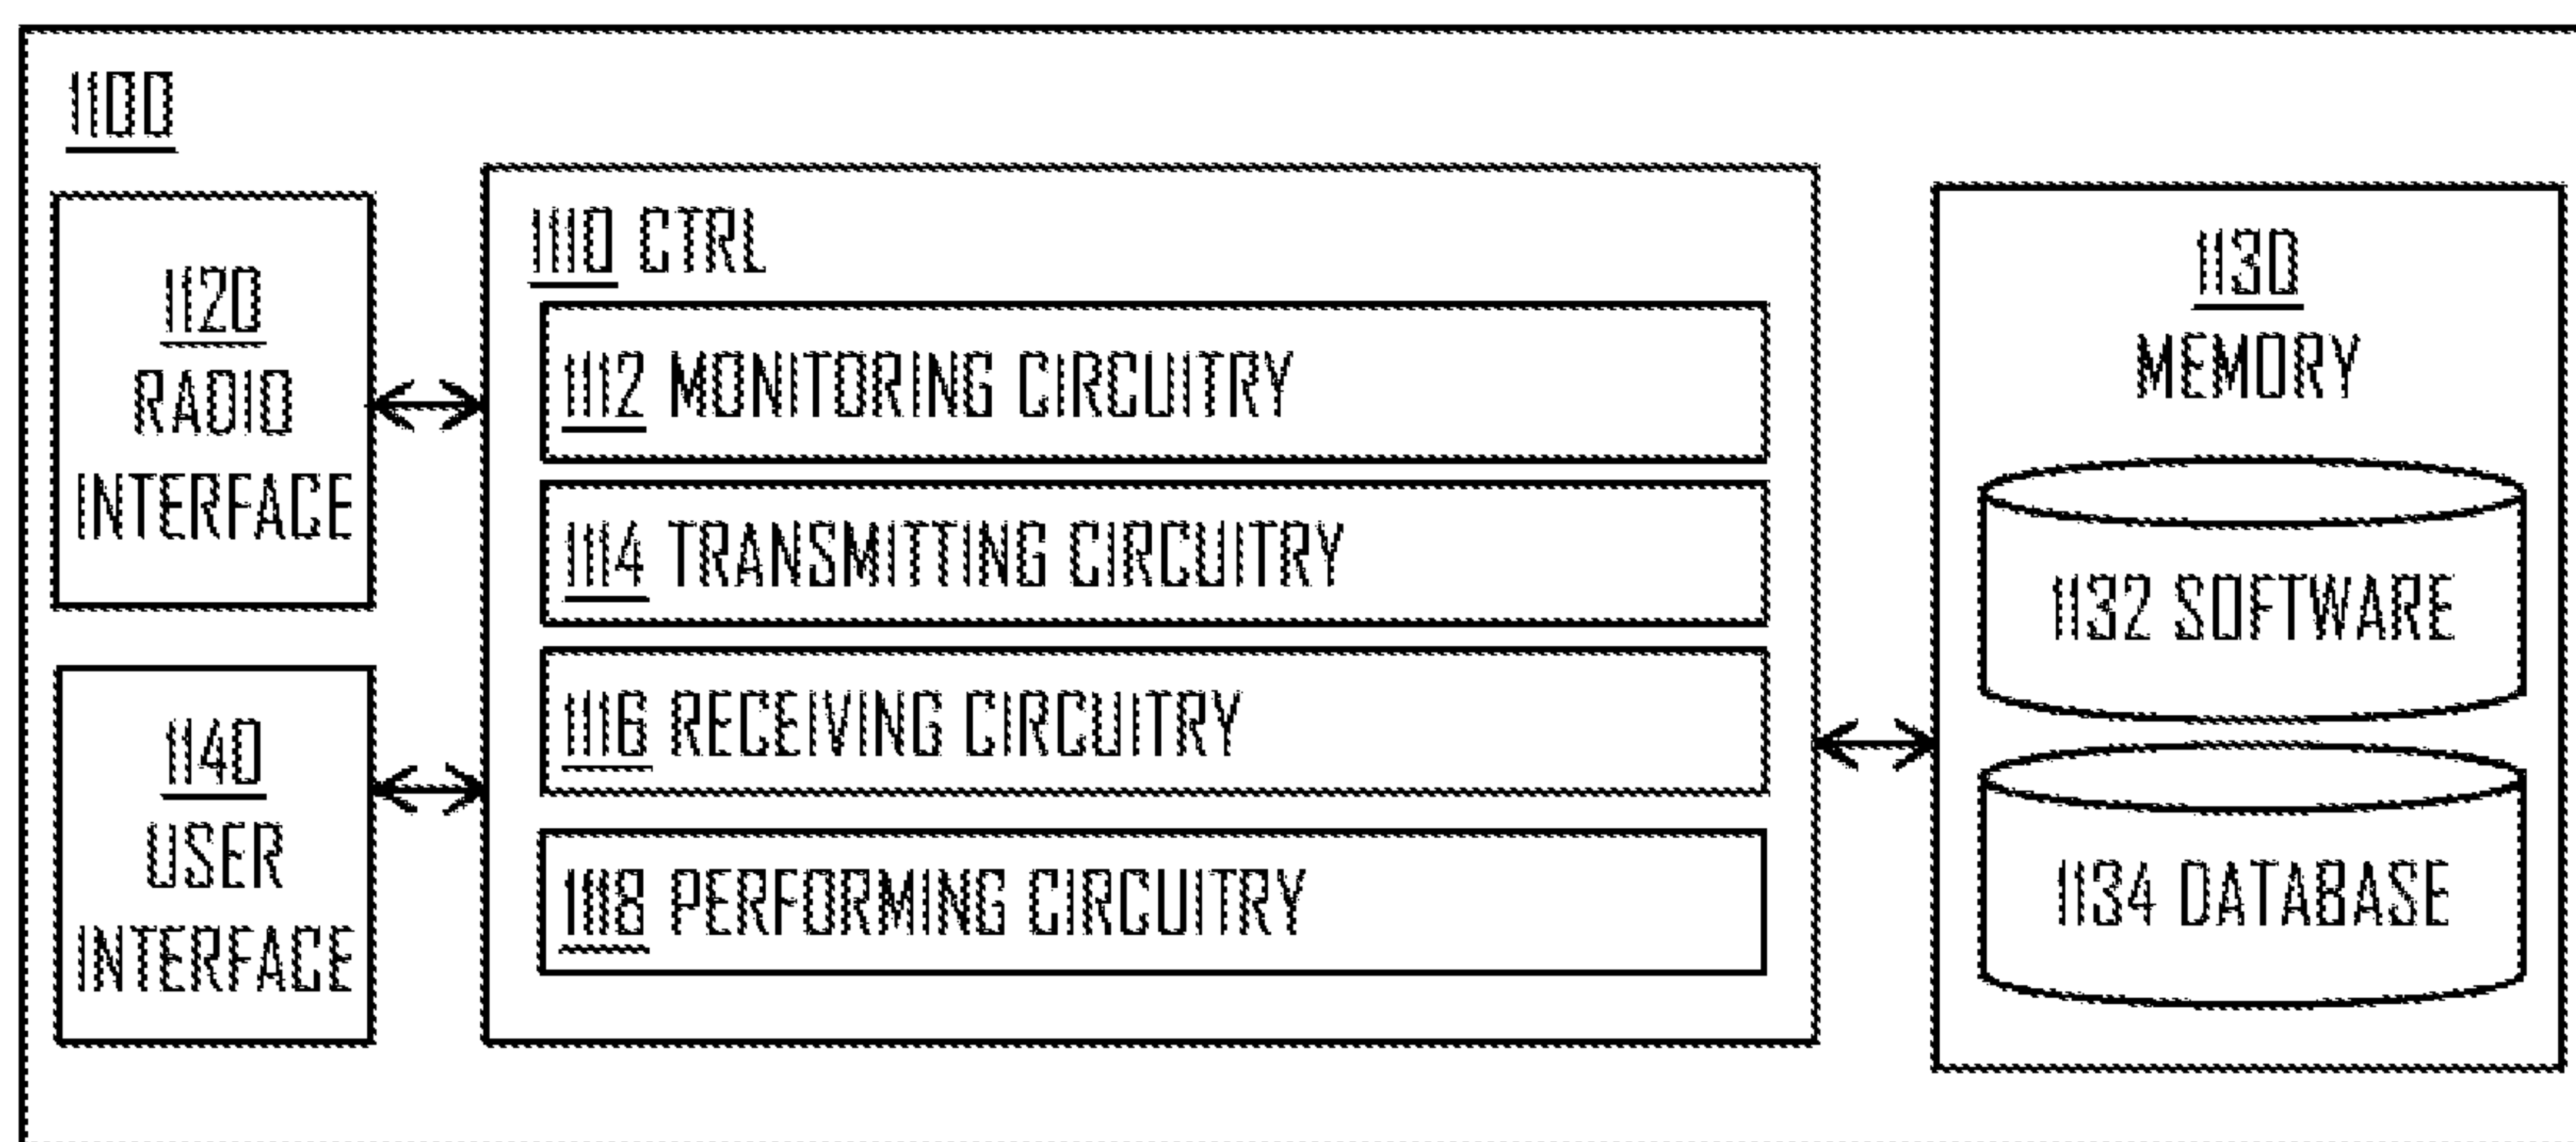 1100
1120
RADIO
INTERFACE
1140
USER
INTERFACE
1110 CTRL
1112 MONITORING CIRCUITRY
1114 TRANSMITTING CIRCUITRY
1116 RECEIVING CIRCUITRY
1118 PERFORMING CIRCUITRY
1130
MEMORY
1132 SOFTWARE
1134 DATABASE